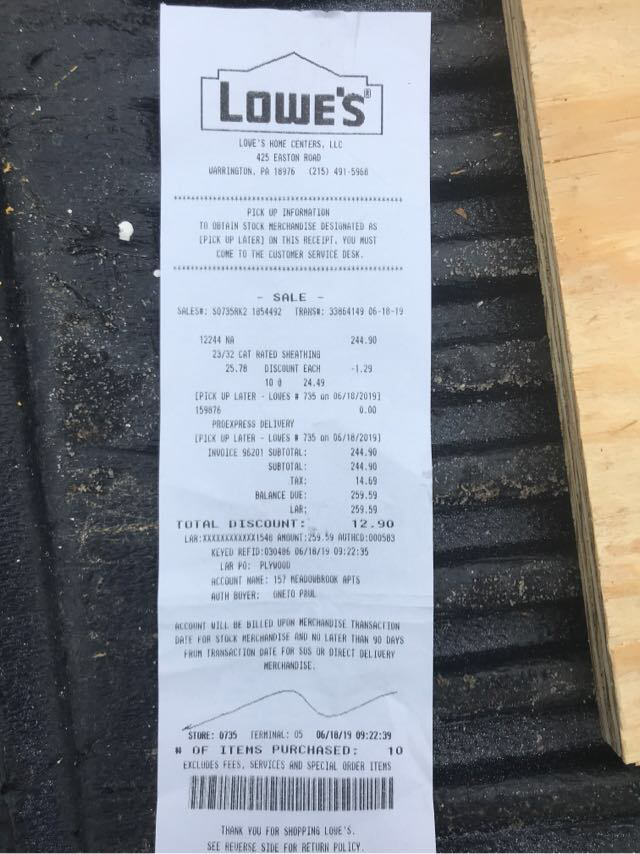 LOWE'S®
LOWE'S HOME CENTERS, LLC
425 EASTON ROAD
WARRINGTON, PA 18976 (215) 491-5968
PICK UP INFORMATION
TO OBTAIN STOCK MERCHANDISE DESIGNATED AS
[PICK UP LATER] ON THIS RECEIPT, YOU MUST
COME TO THE CUSTOMER SERVICE DESK.
- SALE -
SALES#: S0735RK2 1854492 TRANS#: 33864149 06-18-19
12244 NA 244.90
23/32 CAT RATED SHEATHING
25.78 DISCOUNT EACH -1.29
10 @ 24.49
[PICK UP LATER - LOWES # 735 on 06/18/2019]
159876 0.00
PROEXPRESS DELIVERY
[PICK UP LATER - LOWES # 735 on 06/18/2019]
INVOICE 96201 SUBTOTAL: 244.90
SUBTOTAL: 244.90
TAX: 14.69
BALANCE DUE: 259.59
LAR: 259.59
TOTAL DISCOUNT: 12.90
LAR:XXXXXXXXXXXX1548 AMOUNT:259.59 AUTHCD:000583
KEYED REFID:030486 06/18/19 09:22:35
LAR PO: PLYWOOD
ACCOUNT NAME: 157 MEADOWBROOK APTS
AUTH BUYER: ONETO PAUL
ACCOUNT WILL BE BILLED UPON MERCHANDISE TRANSACTION
DATE FOR STOCK MERCHANDISE AND NO LATER THAN 90 DAYS
FROM TRANSACTION DATE FOR SOS OR DIRECT DELIVERY
MERCHANDISE.
STORE: 0735 TERMINAL: 05 06/18/19 09:22:39
# OF ITEMS PURCHASED: 10
EXCLUDES FEES, SERVICES AND SPECIAL ORDER ITEMS
THANK YOU FOR SHOPPING LOWE'S.
SEE REVERSE SIDE FOR RETURN POLICY.